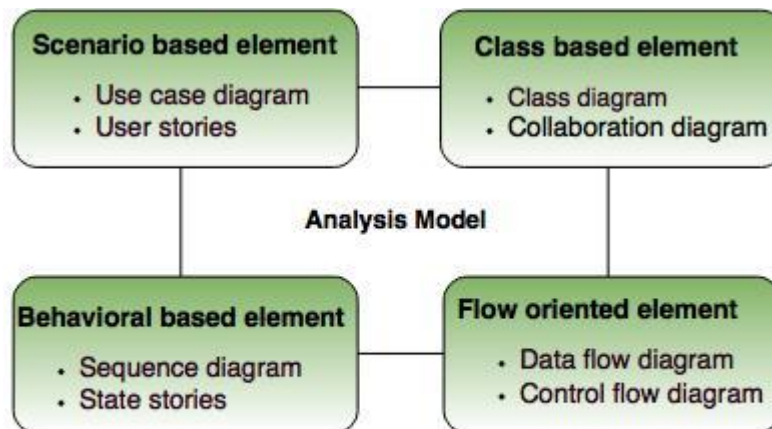 Scenario based element
• Use case diagram
• User stories
Class based element
• Class diagram
• Collaboration diagram
Analysis Model
Behavioral based element
• Sequence diagram
• State stories
Flow oriented element
• Data flow diagram
• Control flow diagram